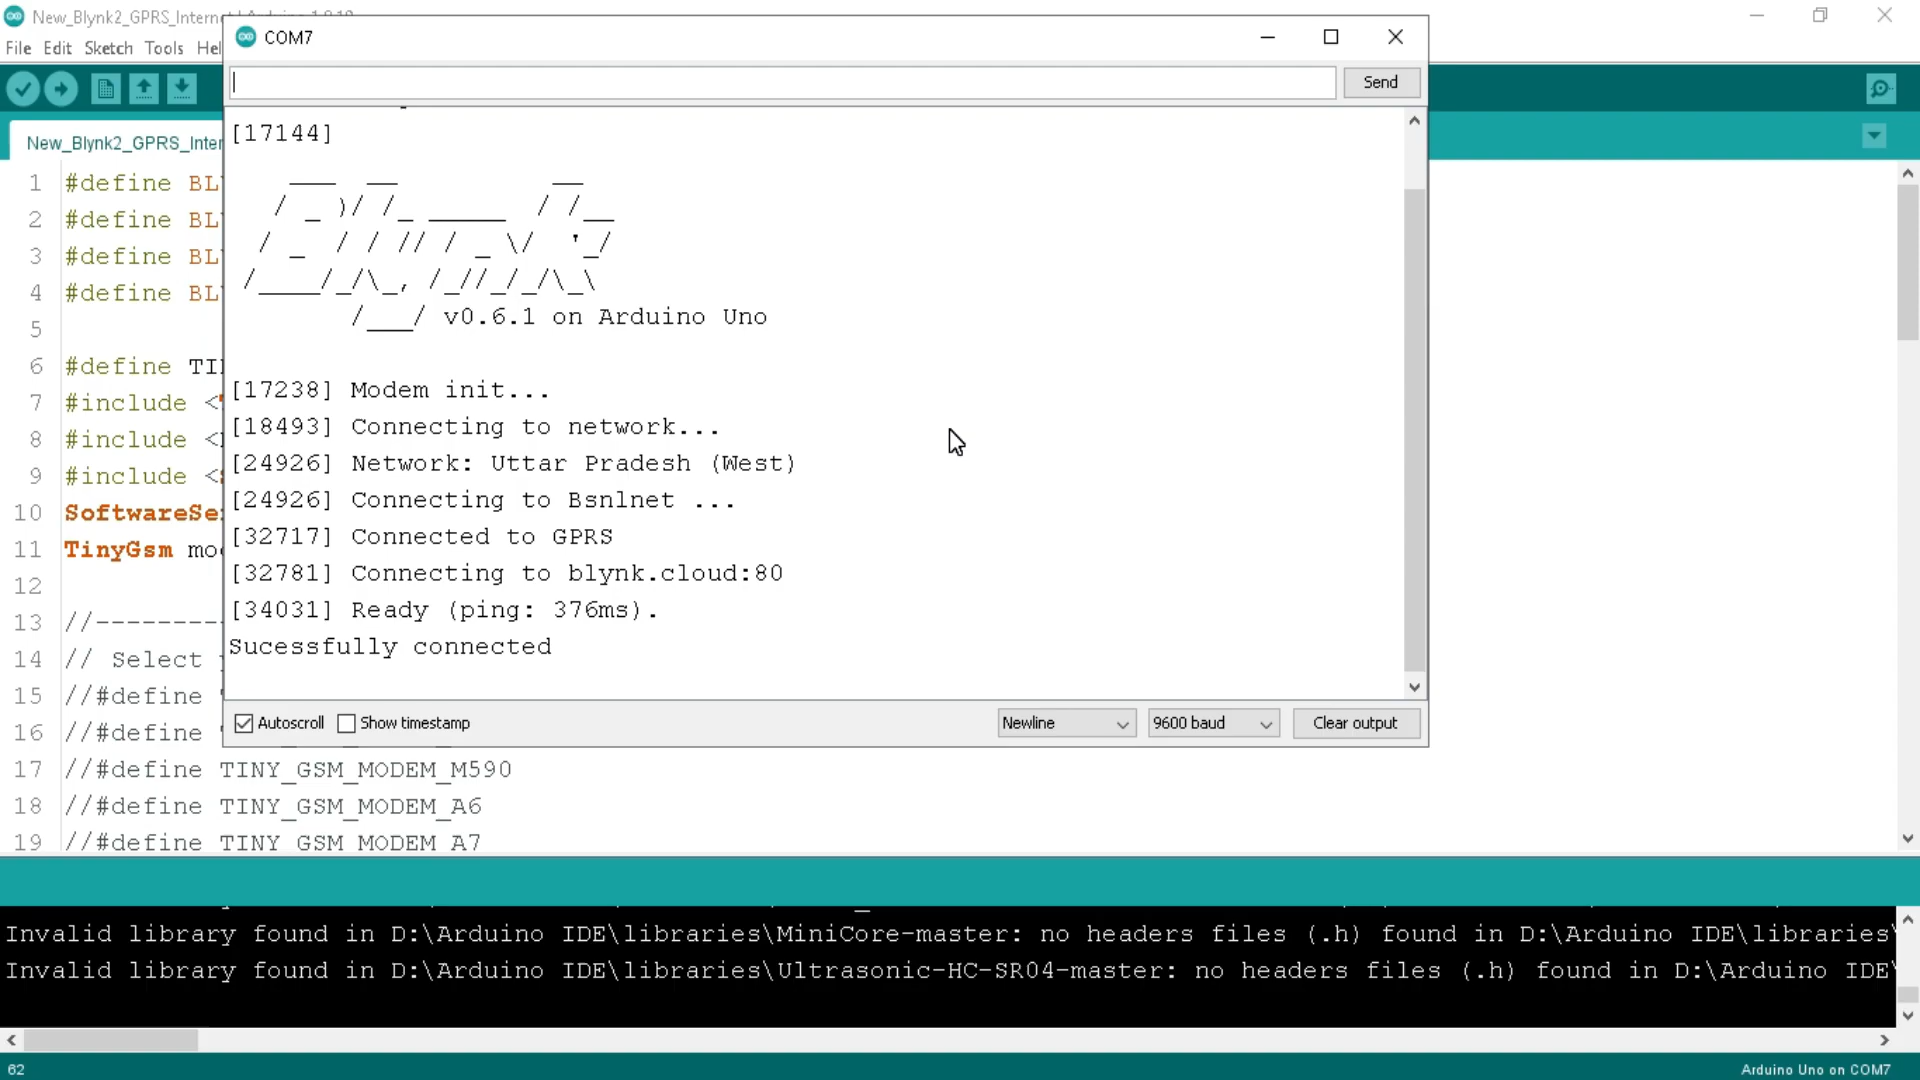 New_Blynk2_GPRS_Internet | Arduino 1.8.19
File Edit Sketch Tools Hel
COM7
Send
New_Blynk2_GPRS_Inter
[17144]
Blynk
v0.6.1 on Arduino Uno
[17238] Modem init...
[18493] Connecting to network...
[24926] Network: Uttar Pradesh (West)
[24926] Connecting to Bsnlnet ...
[32717] Connected to GPRS
[32781] Connecting to blynk.cloud:80
[34031] Ready (ping: 376ms).
Sucessfully connected
Autoscroll Show timestamp Newline 9600 baud Clear output
1 #define BL
2 #define BL
3 #define BL
4 #define BL
5
6 #define TI
7 #include <
8 #include <
9 #include <
10 SoftwareSe
11 TinyGsm mo
12
13 //---------
14 // Select
15 //#define
16 //#define
17 //#define TINY_GSM_MODEM_M590
18 //#define TINY_GSM_MODEM_A6
19 //#define TINY_GSM_MODEM_A7
Invalid library found in D:\Arduino IDE\libraries\MiniCore-master: no headers files (.h) found in D:\Arduino IDE\libraries\
Invalid library found in D:\Arduino IDE\libraries\Ultrasonic-HC-SR04-master: no headers files (.h) found in D:\Arduino IDE\
62
Arduino Uno on COM7